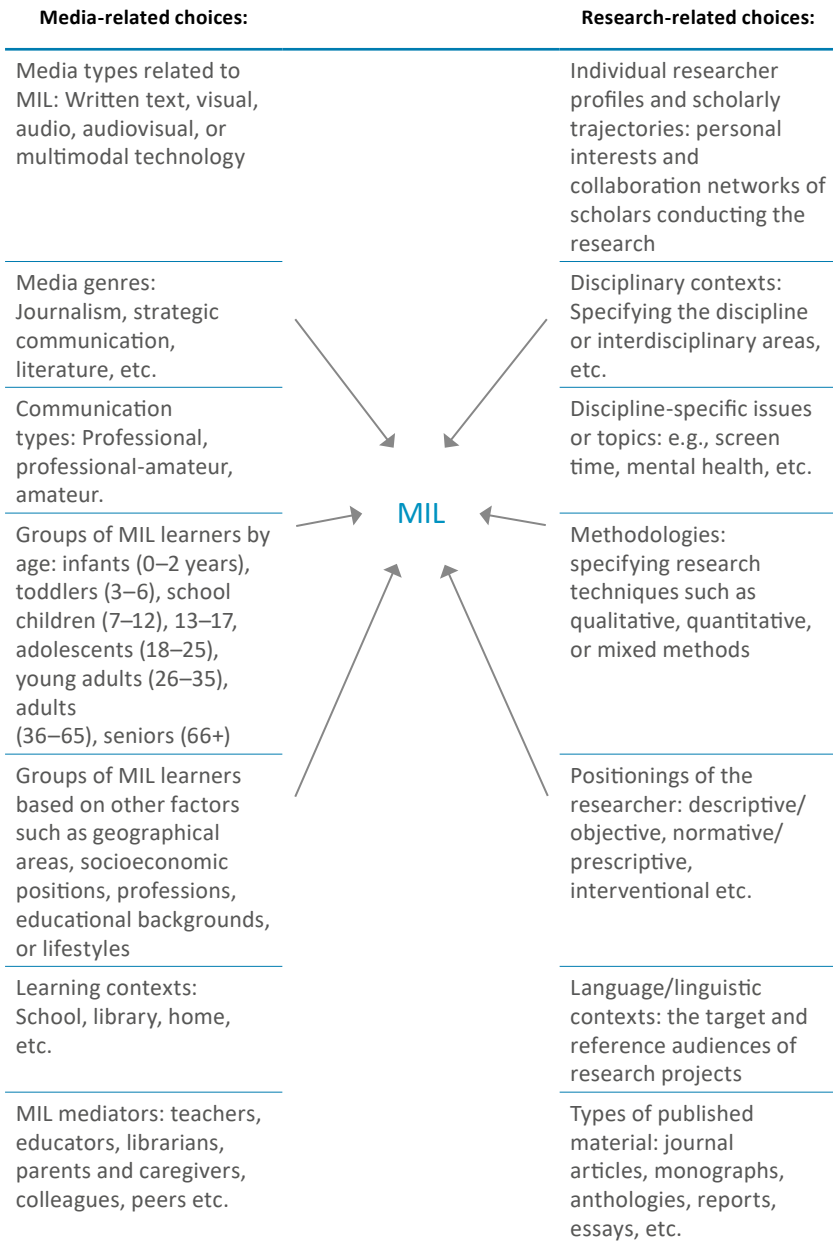 Media-related choices:
Media types related to
MIL: Written text, visual,
audio, audiovisual, or
multimodal technology
Media genres:
Journalism, strategic
communication,
literature, etc.
Communication
types: Professional,
professional-amateur,
amateur.
Groups of MIL learners by
age: infants (0–2 years),
toddlers (3–6), school
children (7–12), 13–17,
adolescents (18–25),
young adults (26–35),
adults
(36–65), seniors (66+)
Groups of MIL learners
based on other factors
such as geographical
areas, socioeconomic
positions, professions,
educational backgrounds,
or lifestyles
Learning contexts:
School, library, home,
etc.
MIL mediators: teachers,
educators, librarians,
parents and caregivers,
colleagues, peers etc.
MIL
Research-related choices:
Individual researcher
profiles and scholarly
trajectories: personal
interests and
collaboration networks of
scholars conducting the
research
Disciplinary contexts:
Specifying the discipline
or interdisciplinary areas,
etc.
Discipline-specific issues
or topics: e.g., screen
time, mental health, etc.
Methodologies:
specifying research
techniques such as
qualitative, quantitative,
or mixed methods
Positionings of the
researcher: descriptive/
objective, normative/
prescriptive,
interventional etc.
Language/linguistic
contexts: the target and
reference audiences of
research projects
Types of published
material: journal
articles, monographs,
anthologies, reports,
essays, etc.